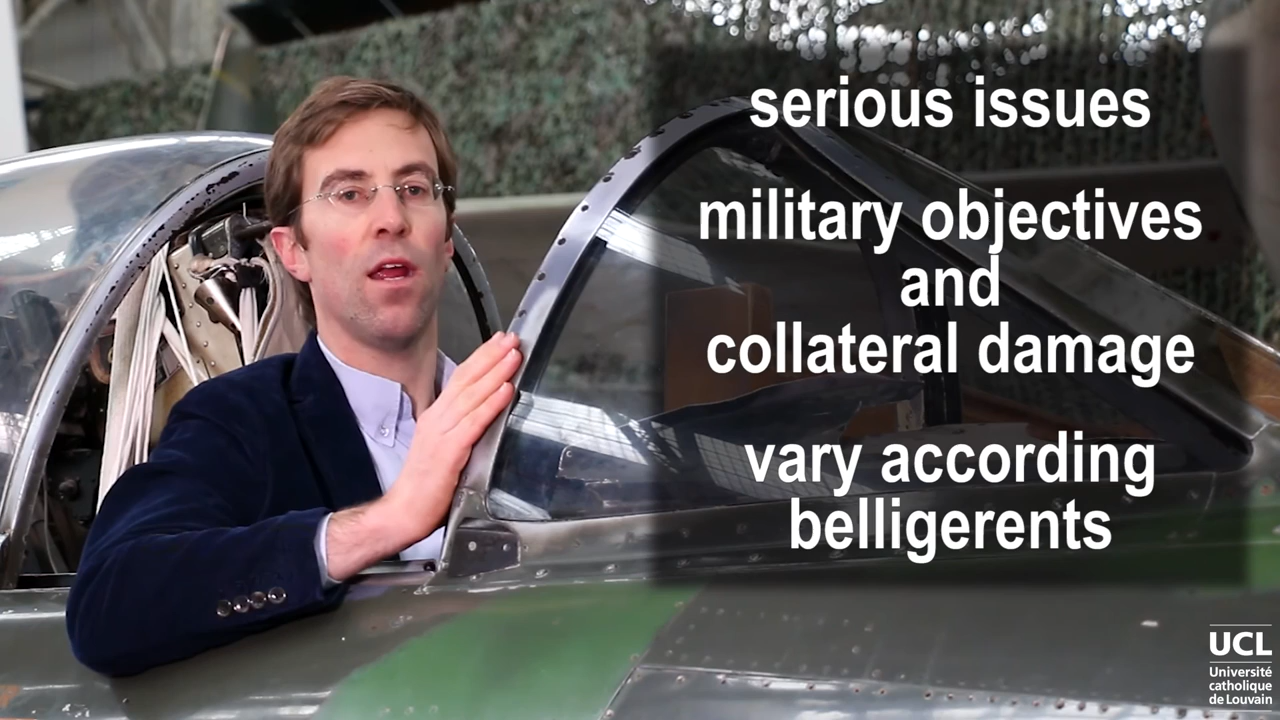 serious issues
military objectives
and
collateral damage
vary according
belligerents
UCL
Université
catholique
de Louvain